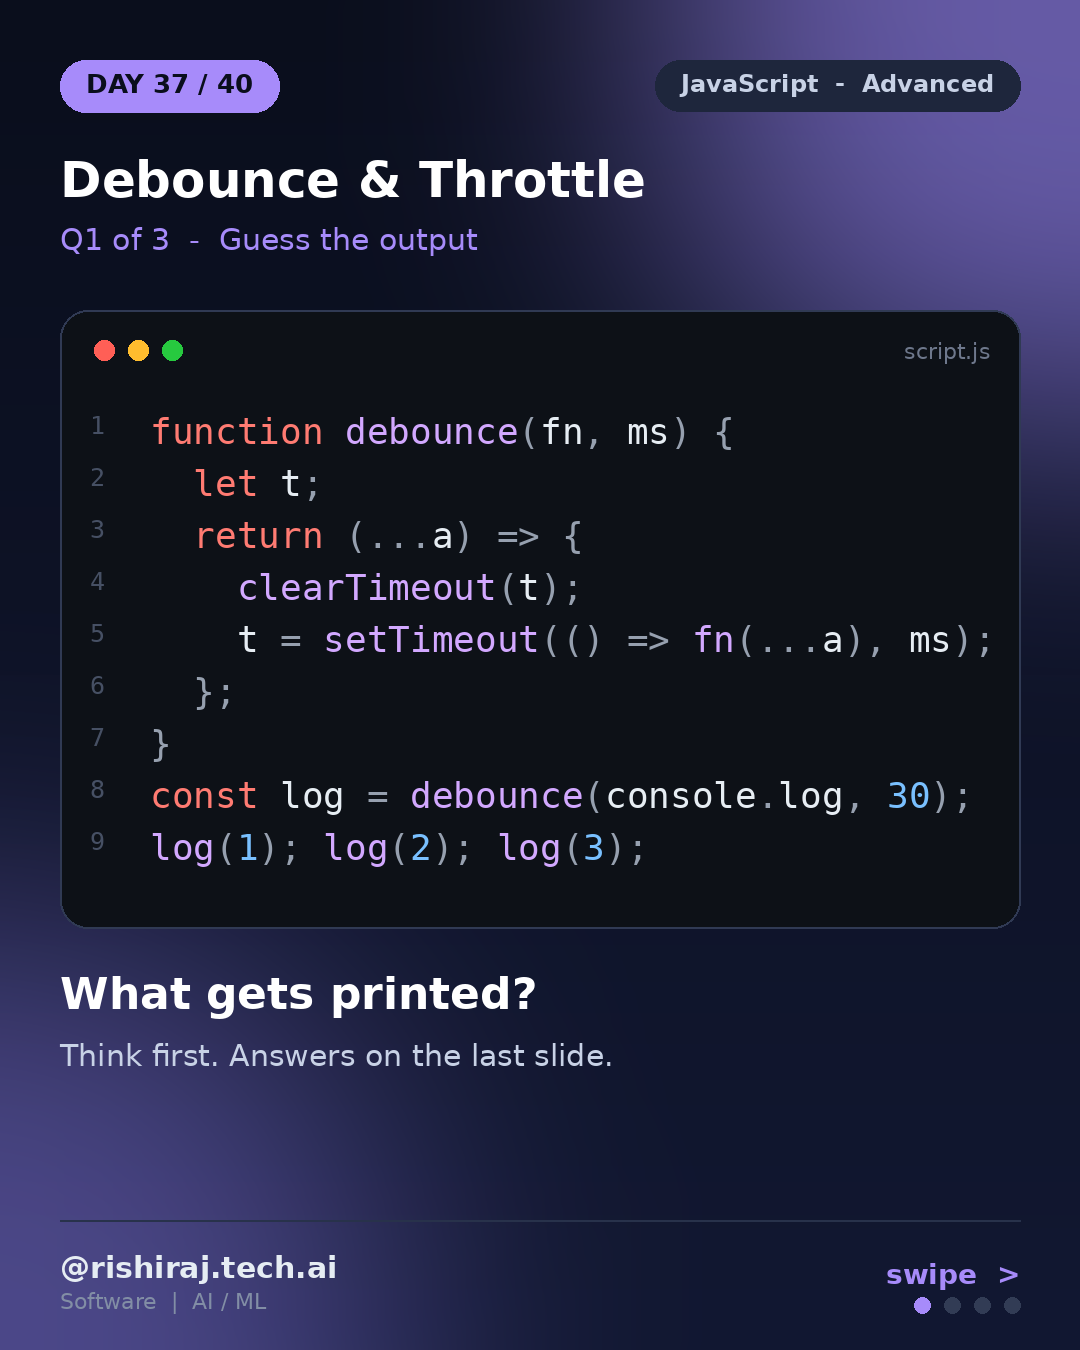 DAY 37 / 40
JavaScript - Advanced
Debounce & Throttle
Q1 of 3 - Guess the output
script.js
1 function debounce(fn, ms) {
2   let t;
3   return (...a) => {
4     clearTimeout(t);
5     t = setTimeout(() => fn(...a), ms);
6   };
7 }
8 const log = debounce(console.log, 30);
9 log(1); log(2); log(3);
What gets printed?
Think first. Answers on the last slide.
@rishiraj.tech.ai
Software | AI / ML
swipe >